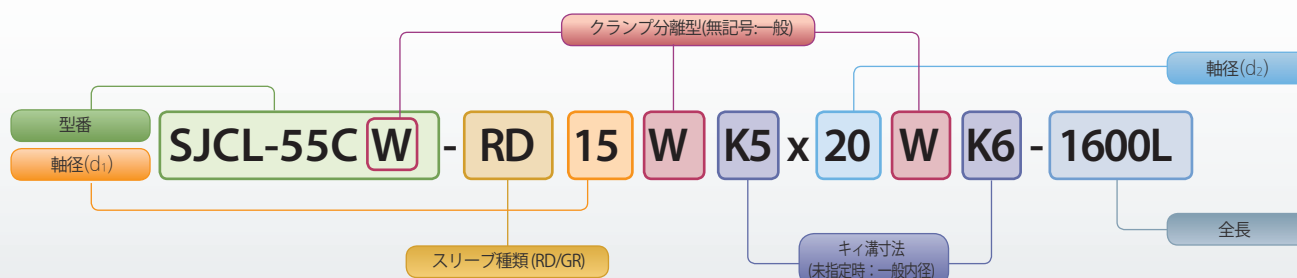 クランプ分離型(無記号:一般)
軸径(d₂)
型番
SJCL-55C W - RD 15 W K5 x 20 W K6 - 1600L
軸径(d₁)
スリーブ種類(RD/GR)
キィ溝寸法
(未指定時:一般内径)
全長